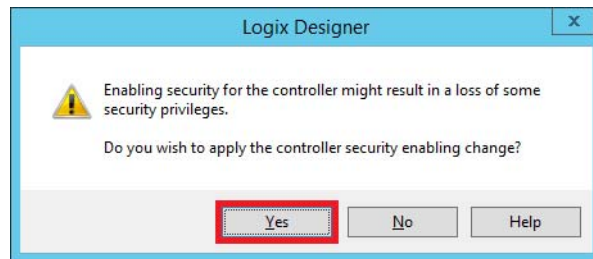 Logix Designer
x
Enabling security for the controller might result in a loss of some
security privileges.
Do you wish to apply the controller security enabling change?
Yes No Help